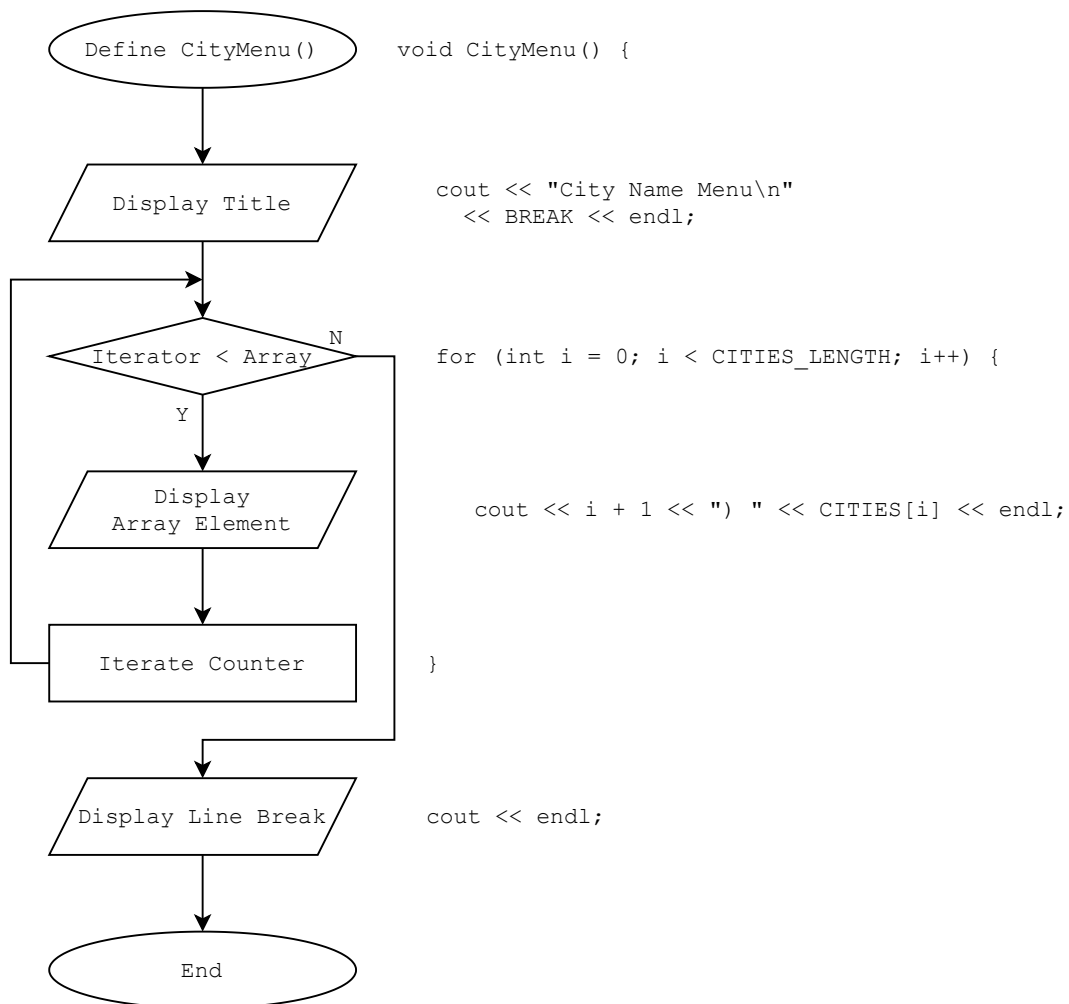 Define CityMenu()
void CityMenu() {
Display Title
cout << "City Name Menu\n"
<< BREAK << endl;
Iterator < Array
N
for (int i = 0; i < CITIES_LENGTH; i++) {
Y
Display
Array Element
cout << i + 1 << ") " << CITIES[i] << endl;
Iterate Counter
}
Display Line Break
cout << endl;
End